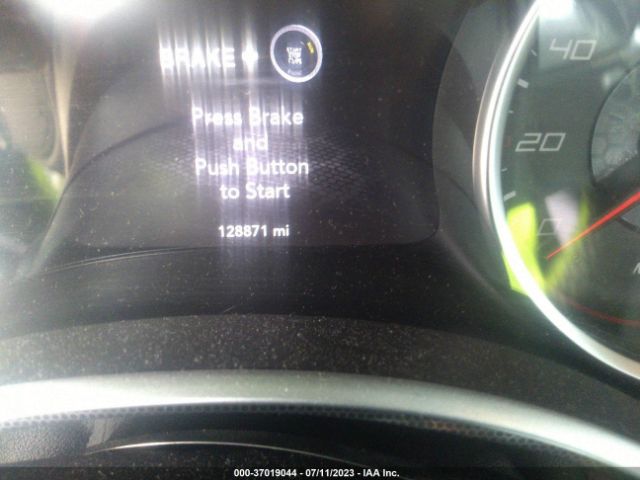 BRAKE +
START
Press Brake
and
Push Button
to Start
128871 mi
40
20
0
000-37019044 - 07/11/2023 - IAA Inc.